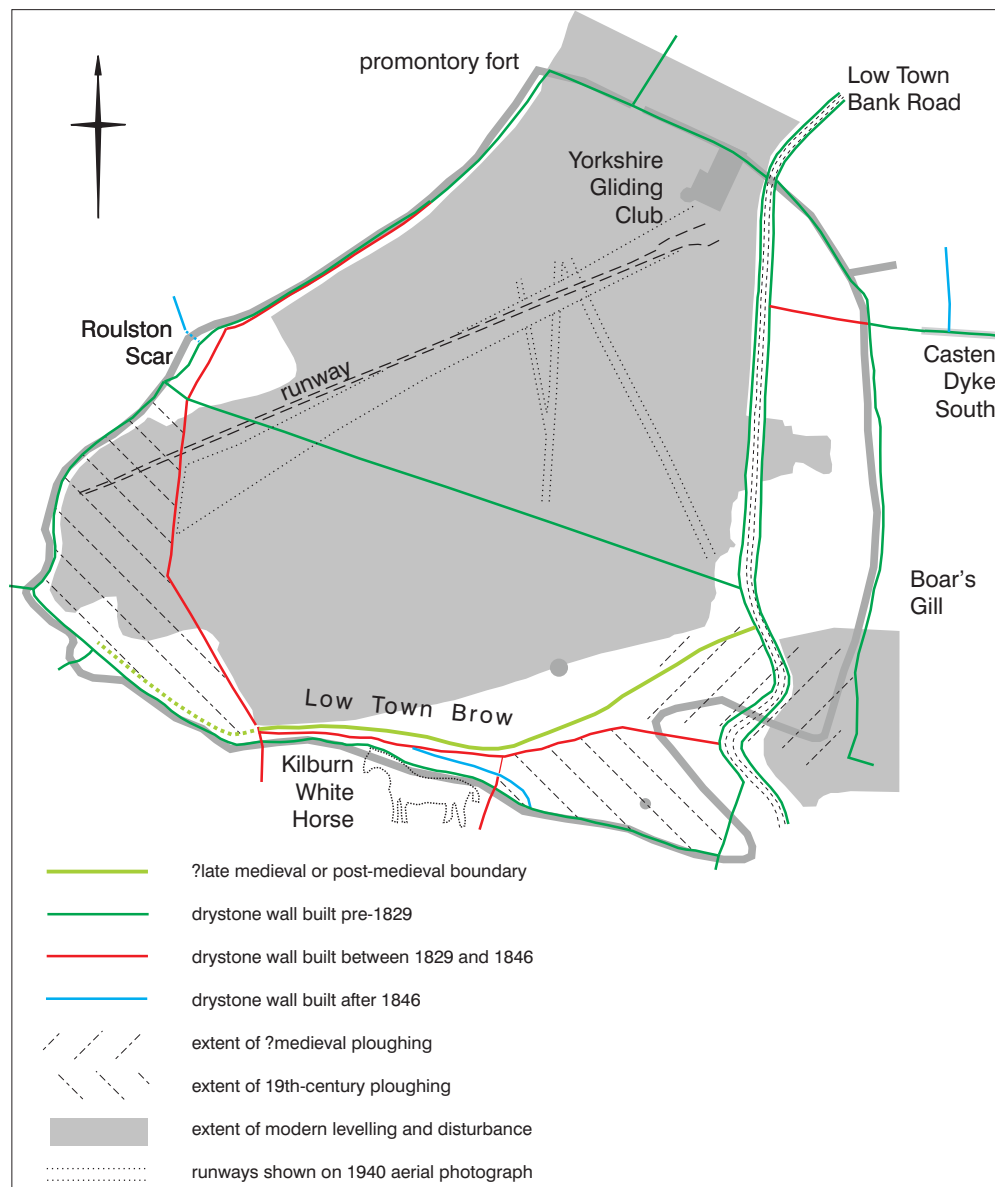 promontory fort
Low Town
Bank Road
Yorkshire
Gliding
Club
Roulston
Scar
runway
Casten
Dyke
South
Boar's
Gill
Low Town Brow
Kilburn
White
Horse
?late medieval or post-medieval boundary
drystone wall built pre-1829
drystone wall built between 1829 and 1846
drystone wall built after 1846
extent of ?medieval ploughing
extent of 19th-century ploughing
extent of modern levelling and disturbance
runways shown on 1940 aerial photograph